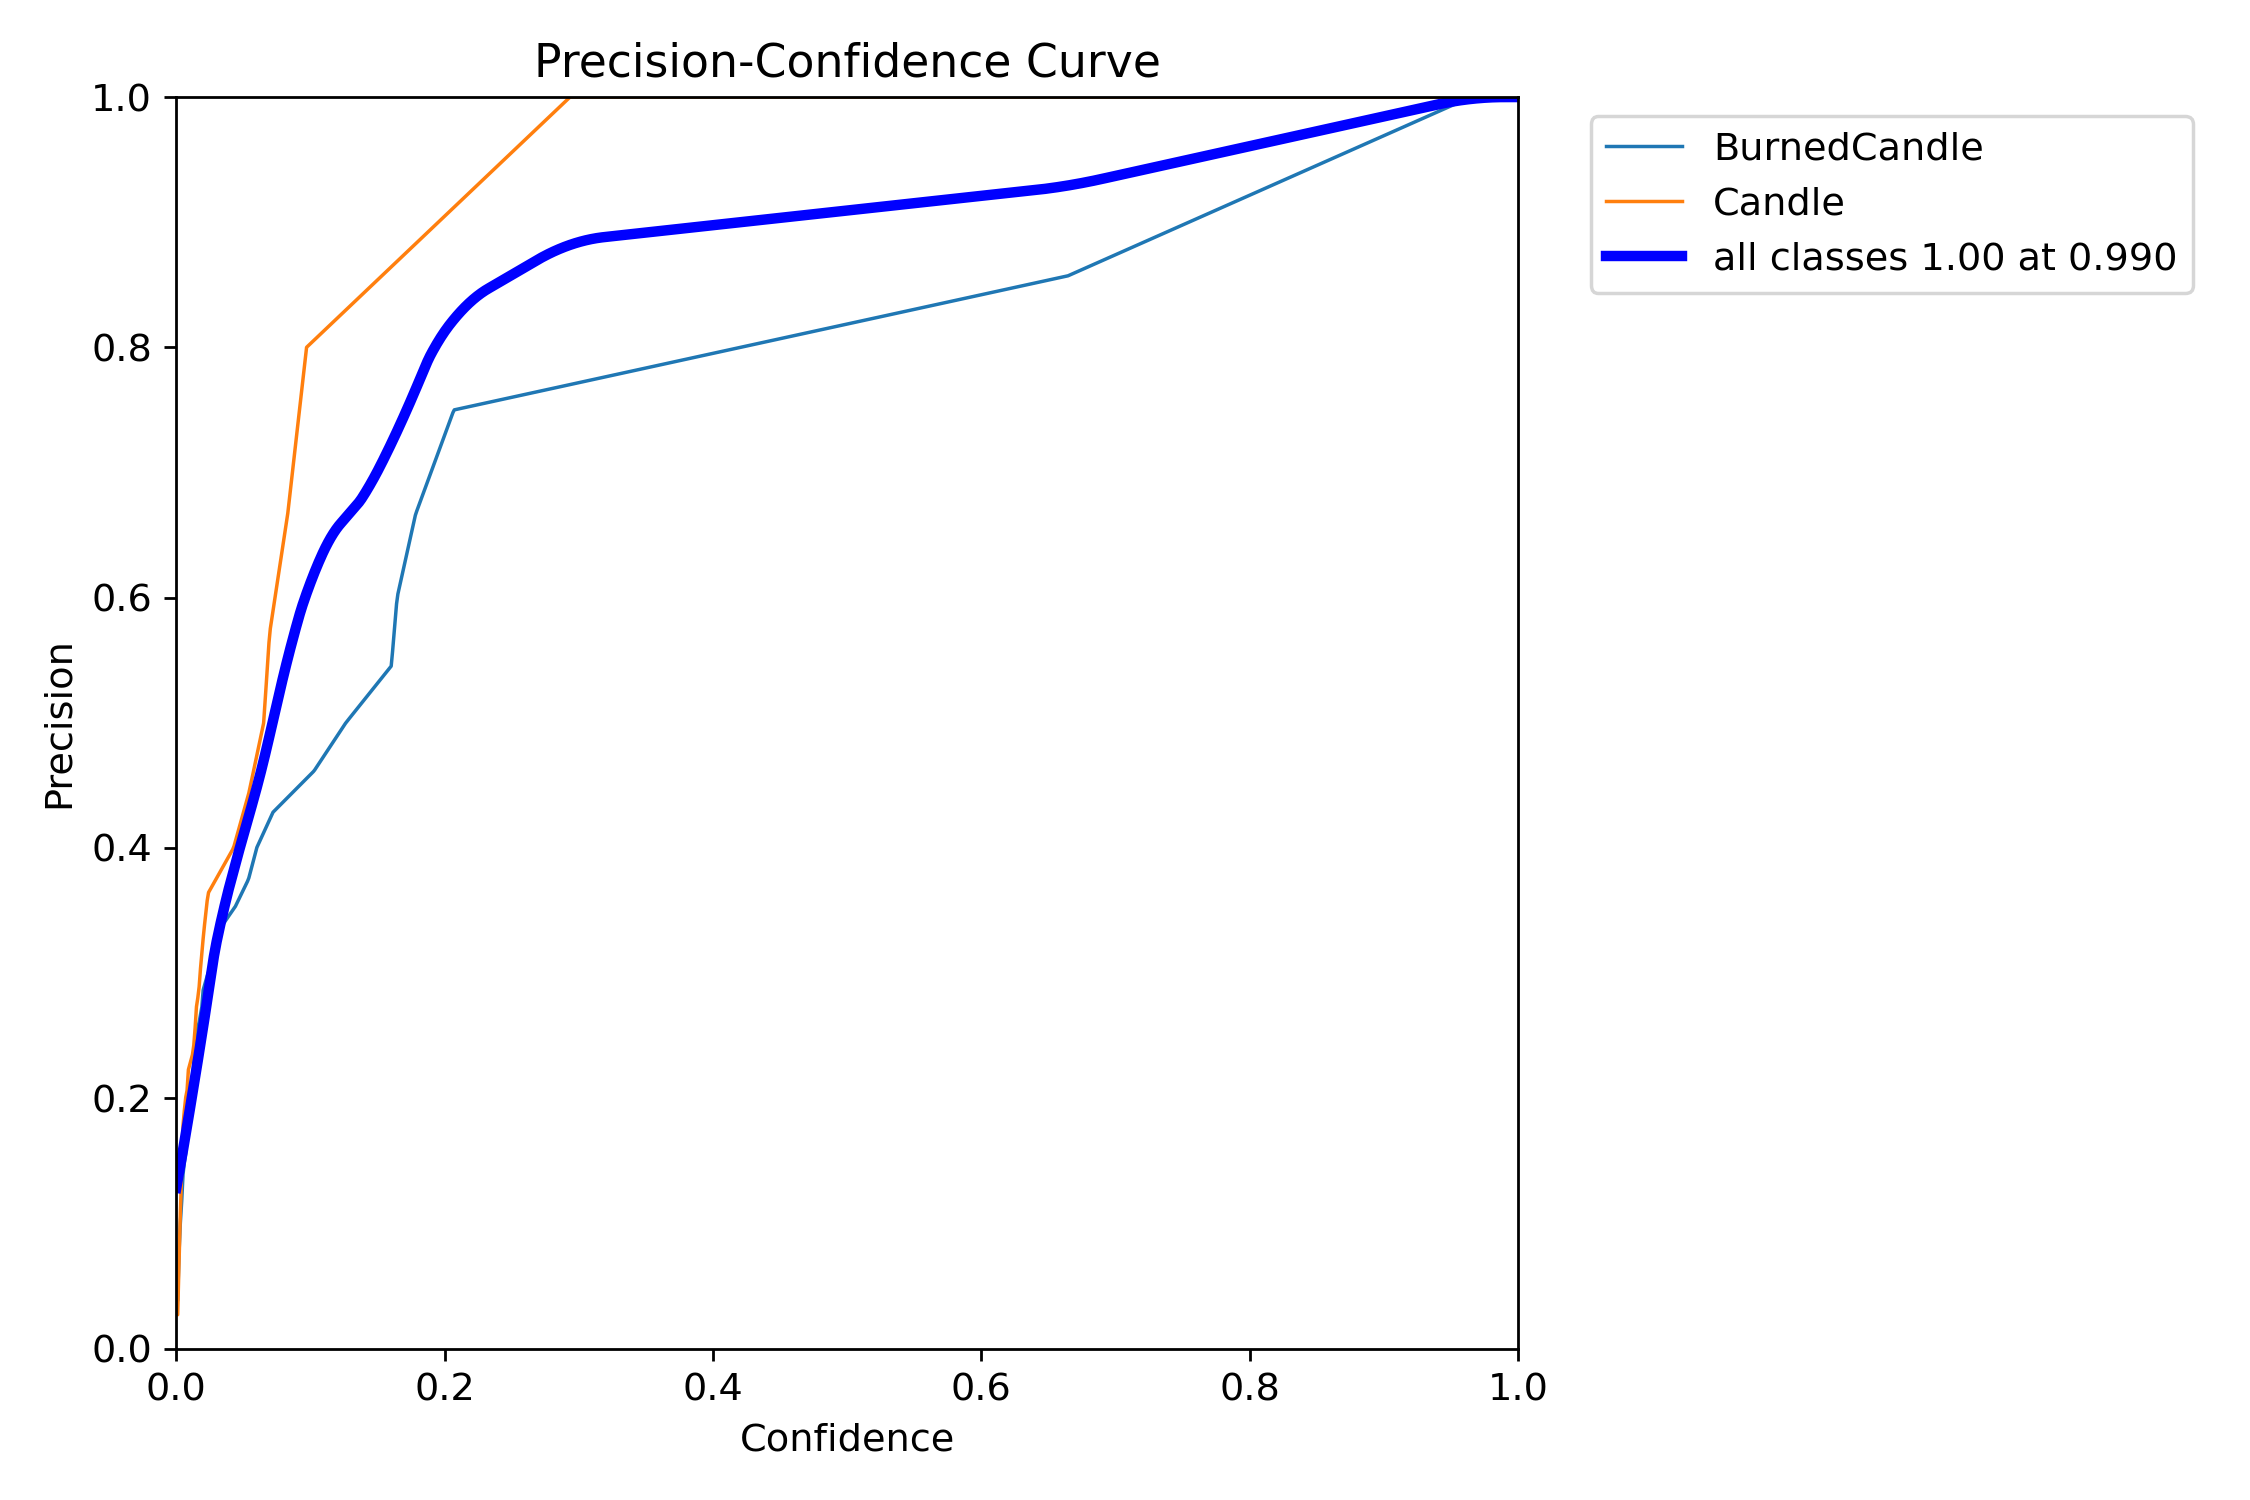 Precision-Confidence Curve
1.0
0.8
0.6
0.4
0.2
0.0
Precision
0.0 0.2 0.4 0.6 0.8 1.0
Confidence
BurnedCandle
Candle
all classes 1.00 at 0.990